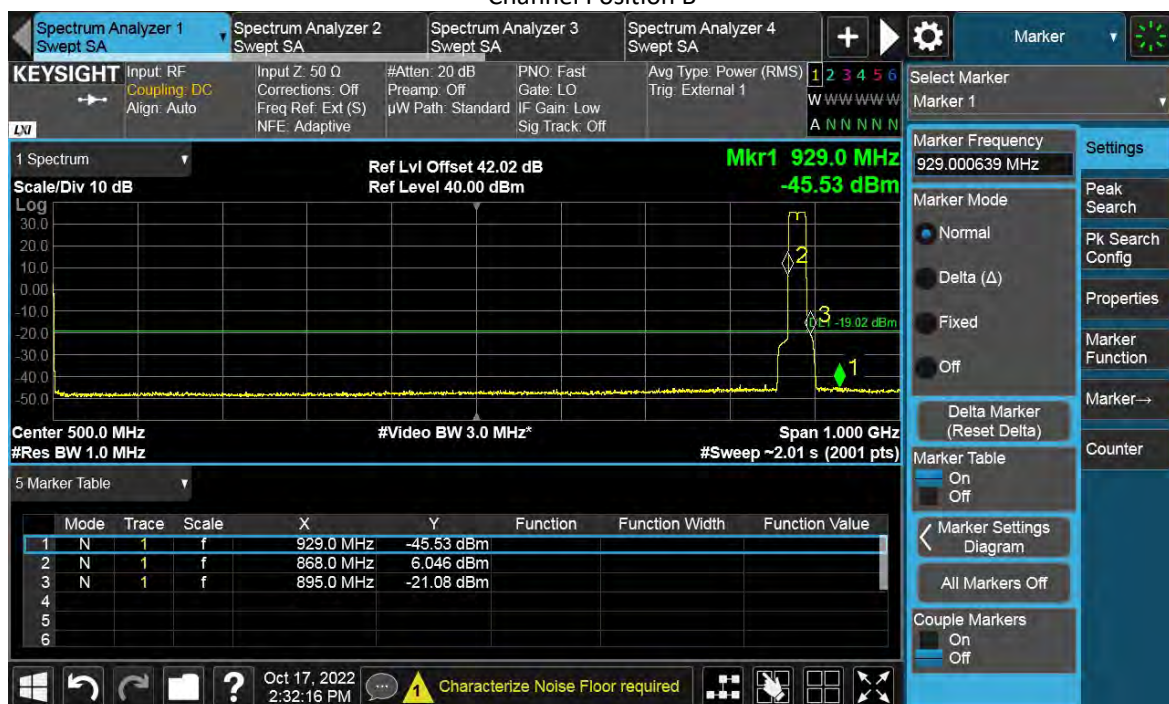 Channel Position B
Spectrum Analyzer 1
Swept SA
Spectrum Analyzer 2
Swept SA
Spectrum Analyzer 3
Swept SA
Spectrum Analyzer 4
Swept SA
+
Marker
KEYSIGHT
LXI
Input: RF
Coupling: DC
Align: Auto
Input Z: 50 Ω
Corrections: Off
Freq Ref: Ext (S)
NFE: Adaptive
#Atten: 20 dB
Preamp: Off
µW Path: Standard
PNO: Fast
Gate: LO
IF Gain: Low
Sig Track: Off
Avg Type: Power (RMS)
Trig: External 1
1 2 3 4 5 6
W W W W W W
A N N N N N
Select Marker
Marker 1
1 Spectrum
Scale/Div 10 dB
Ref Lvl Offset 42.02 dB
Ref Level 40.00 dBm
Mkr1 929.0 MHz
-45.53 dBm
Log
30.0
20.0
10.0
0.00
-10.0
-20.0
-30.0
-40.0
-50.0
2
3
-19.02 dBm
1
Center 500.0 MHz
#Video BW 3.0 MHz*
Span 1.000 GHz
#Res BW 1.0 MHz
#Sweep ~2.01 s (2001 pts)
5 Marker Table
Mode Trace Scale X Y Function Function Width Function Value
1 N 1 f 929.0 MHz -45.53 dBm
2 N 1 f 868.0 MHz 6.046 dBm
3 N 1 f 895.0 MHz -21.08 dBm
4
5
6
Marker Frequency
929.000639 MHz
Marker Mode
Normal
Delta (Δ)
Fixed
Off
Delta Marker
(Reset Delta)
Marker Table
On
Off
Marker Settings
Diagram
All Markers Off
Couple Markers
On
Off
Settings
Peak
Search
Pk Search
Config
Properties
Marker
Function
Marker→
Counter
?
Oct 17, 2022
2:32:16 PM
1
Characterize Noise Floor required